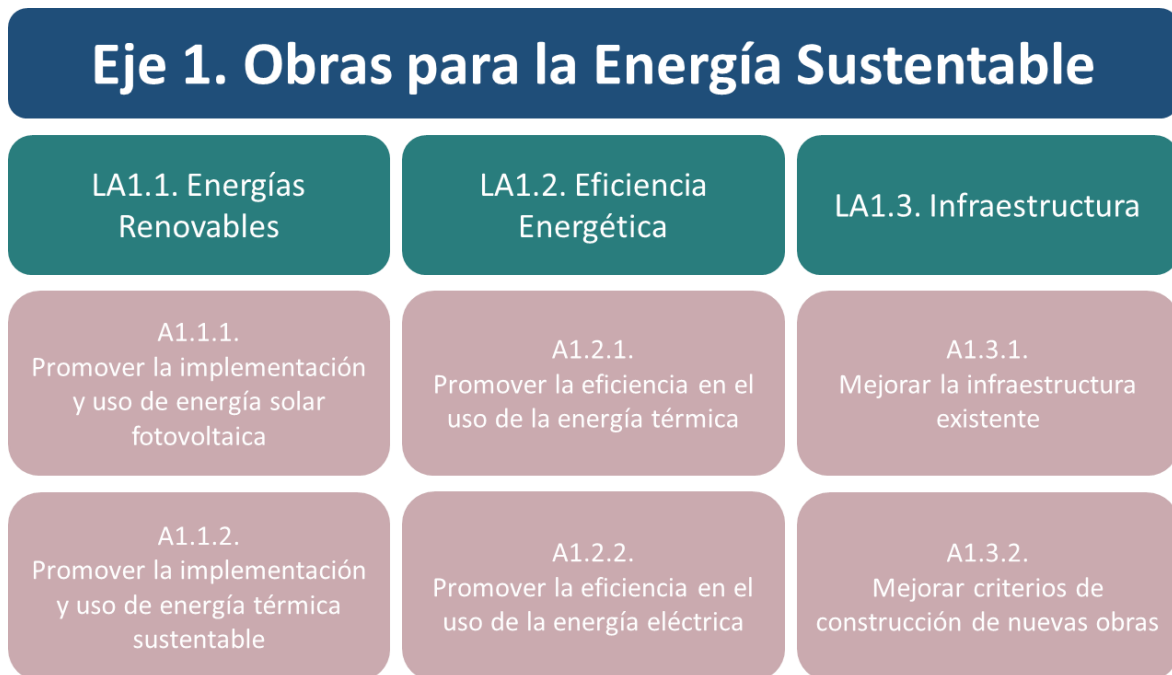 Eje 1. Obras para la Energía Sustentable
LA1.1. Energías
Renovables
LA1.2. Eficiencia
Energética
LA1.3. Infraestructura
A1.1.1.
Promover la implementación
y uso de energía solar
fotovoltaica
A1.2.1.
Promover la eficiencia en el
uso de la energía térmica
A1.3.1.
Mejorar la infraestructura
existente
A1.1.2.
Promover la implementación
y uso de energía térmica
sustentable
A1.2.2.
Promover la eficiencia en el
uso de la energía eléctrica
A1.3.2.
Mejorar criterios de
construcción de nuevas obras